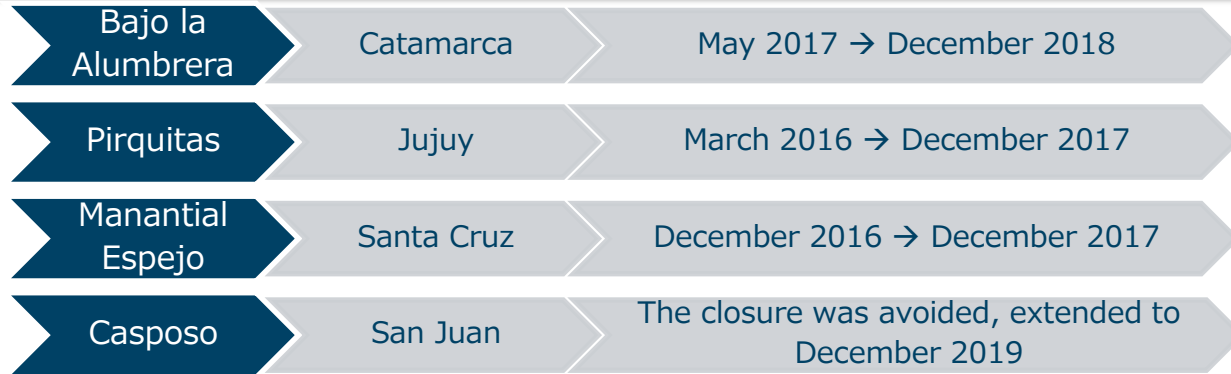 Bajo la
Alumbrera
Catamarca
May 2017 → December 2018
Pirquitas
Jujuy
March 2016 → December 2017
Manantial
Espejo
Santa Cruz
December 2016 → December 2017
Casposo
San Juan
The closure was avoided, extended to
December 2019